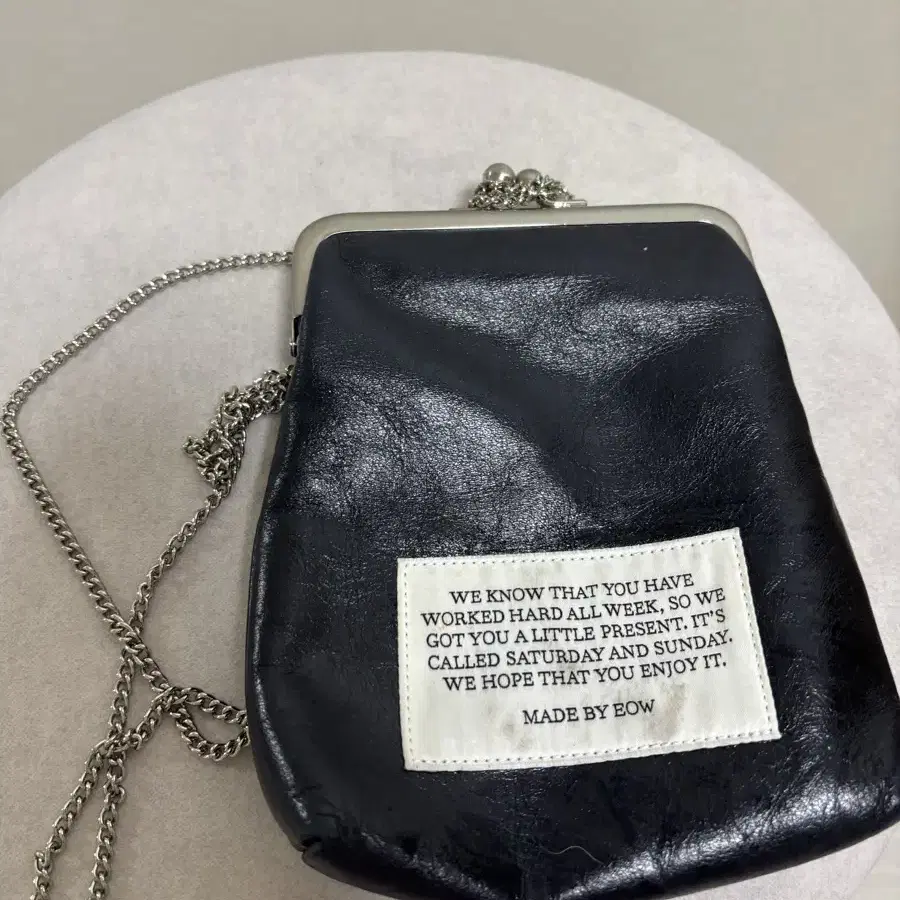 WE KNOW THAT YOU HAVE
WORKED HARD ALL WEEK, SO WE
GOT YOU A LITTLE PRESENT. IT'S
CALLED SATURDAY AND SUNDAY.
WE HOPE THAT YOU ENJOY IT.
MADE BY EOW